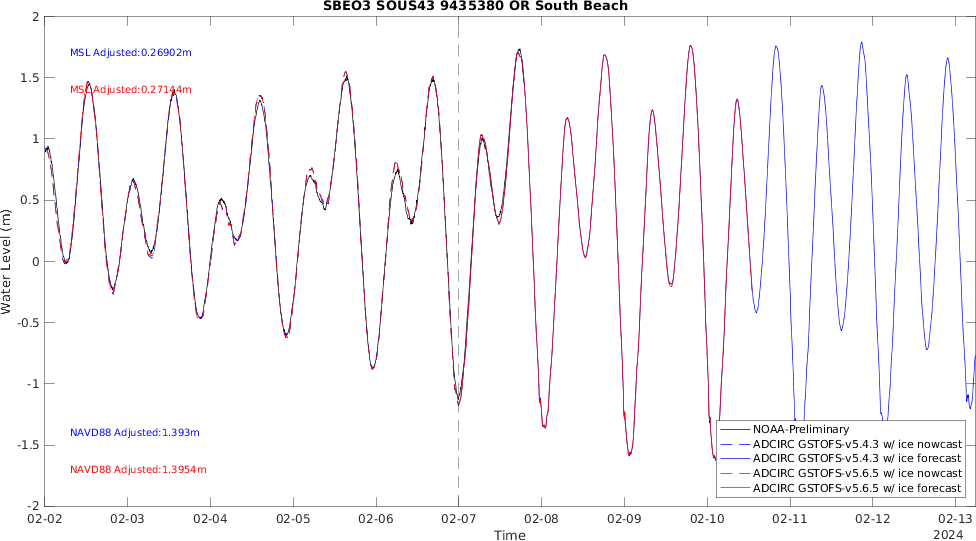 SBEO3 SOUS43 9435380 OR South Beach
2
1.5
1
0.5
0
-0.5
-1
-1.5
-2
Water Level (m)
MSL Adjusted:0.26902m
MSL Adjusted:0.27144m
NAVD88 Adjusted:1.393m
NAVD88 Adjusted:1.3954m
NOAA-Preliminary
ADCIRC GSTOFS-v5.4.3 w/ ice nowcast
ADCIRC GSTOFS-v5.4.3 w/ ice forecast
ADCIRC GSTOFS-v5.6.5 w/ ice nowcast
ADCIRC GSTOFS-v5.6.5 w/ ice forecast
02-02 02-03 02-04 02-05 02-06 02-07 02-08 02-09 02-10 02-11 02-12 02-13
Time
2024